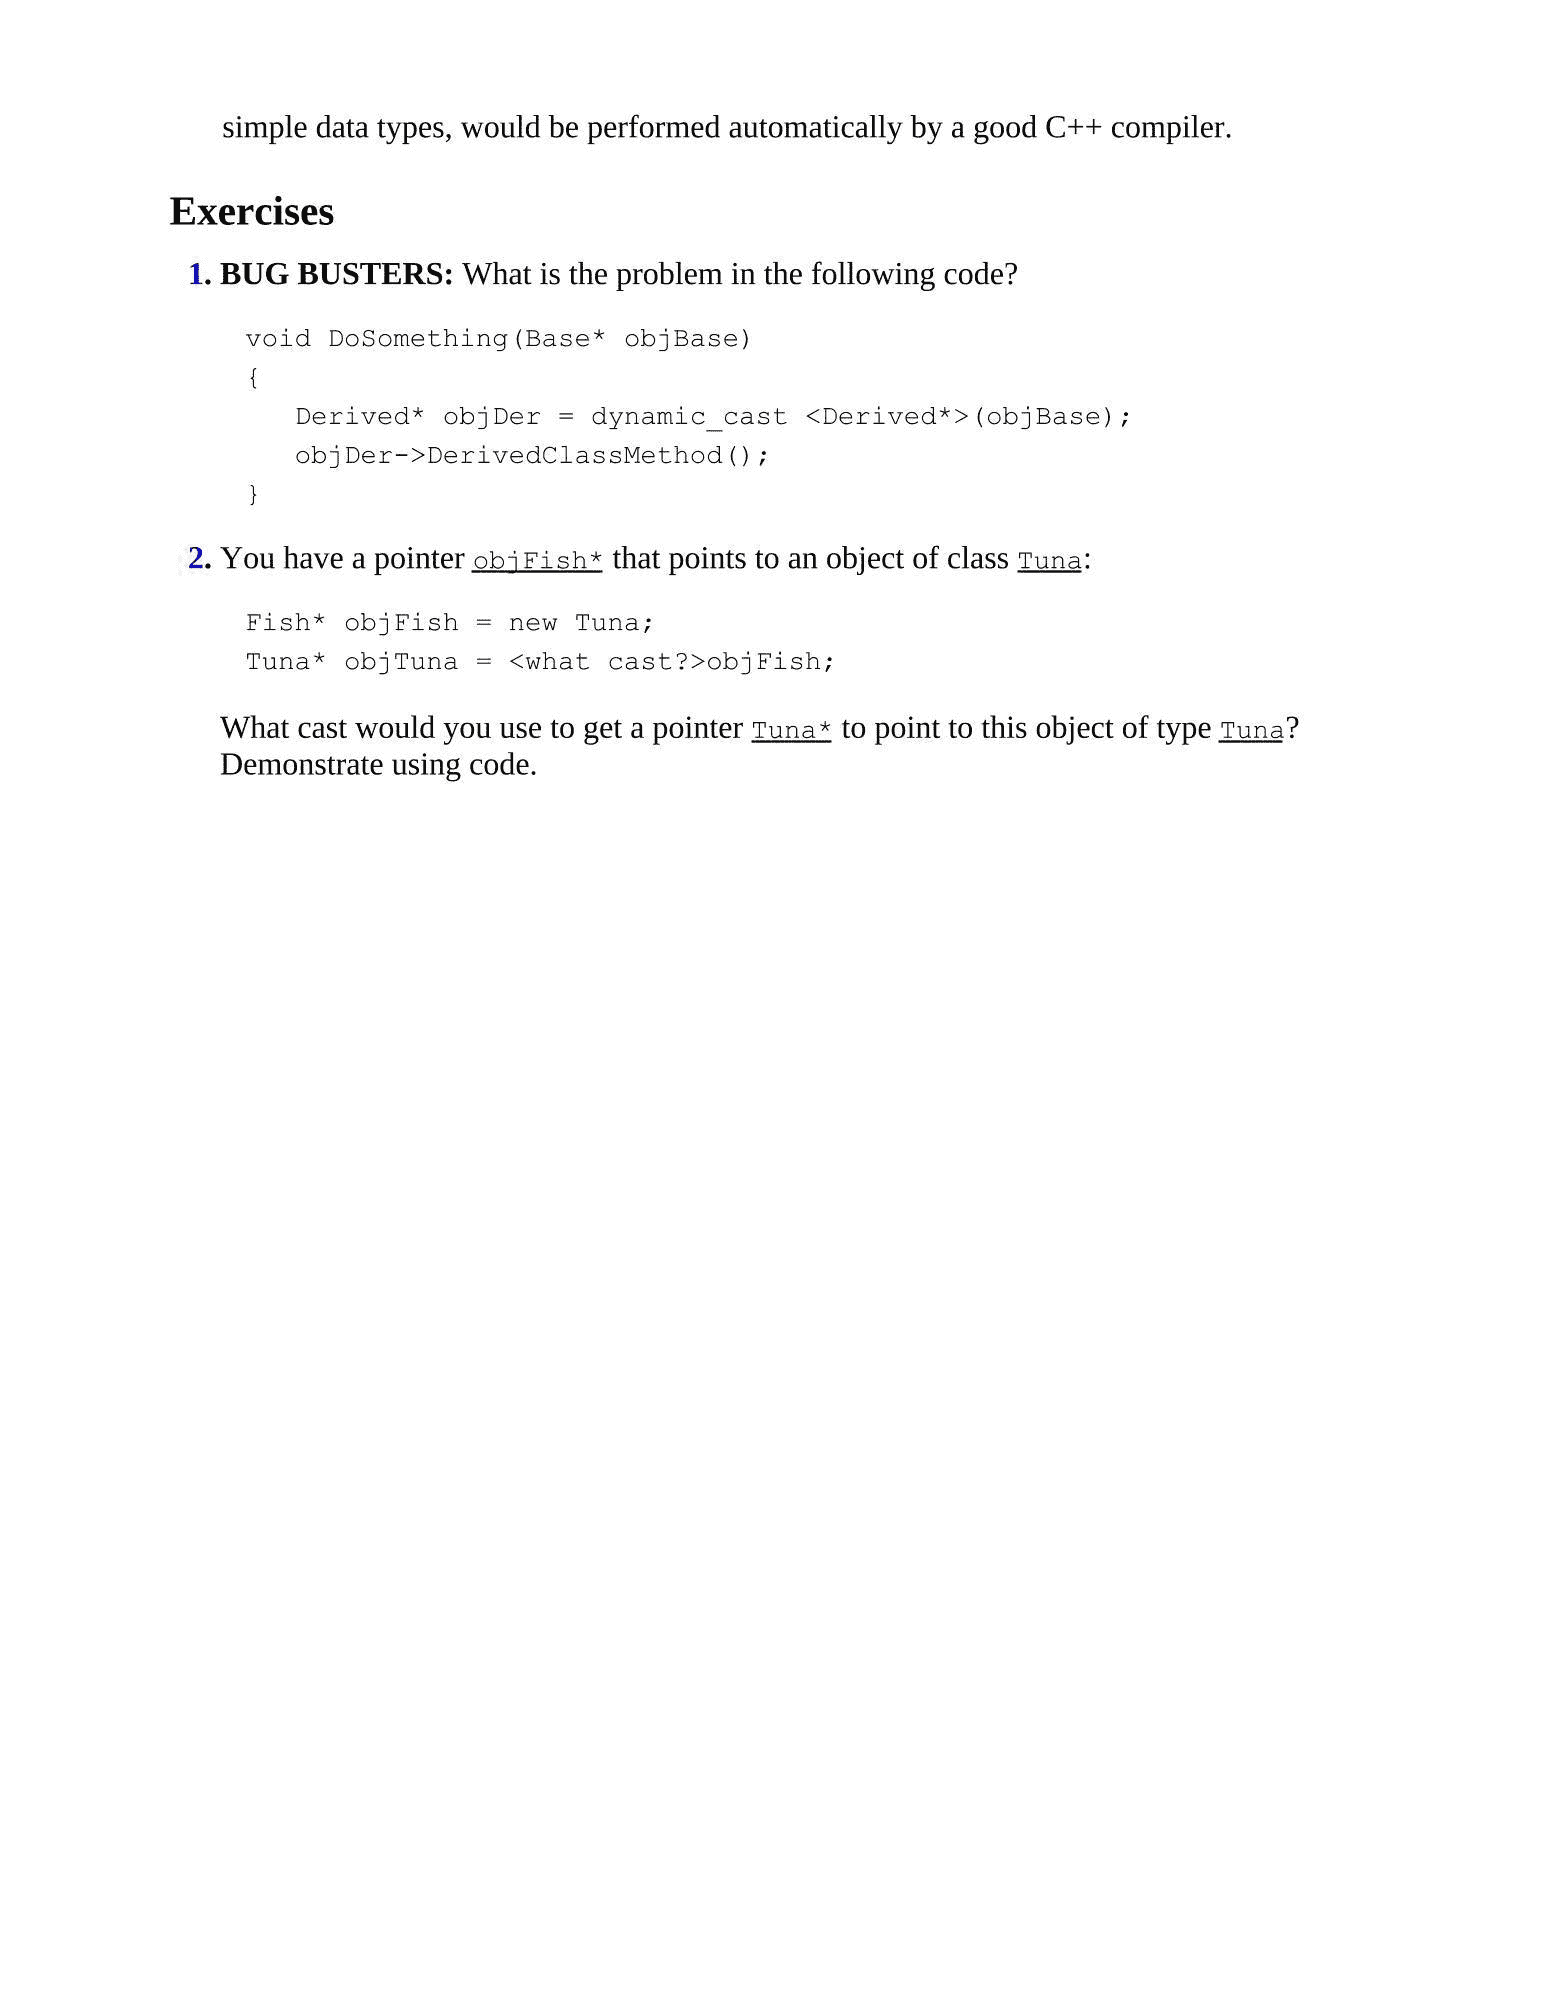 simple data types, would be performed automatically by a good C++ compiler.
Exercises
1. BUG BUSTERS: What is the problem in the following code?
void DoSomething(Base* objBase)
{
   Derived* objDer = dynamic_cast <Derived*>(objBase);
   objDer->DerivedClassMethod();
}
2. You have a pointer objFish* that points to an object of class Tuna:
Fish* objFish = new Tuna;
Tuna* objTuna = <what cast?>objFish;
What cast would you use to get a pointer Tuna* to point to this object of type Tuna?
Demonstrate using code.